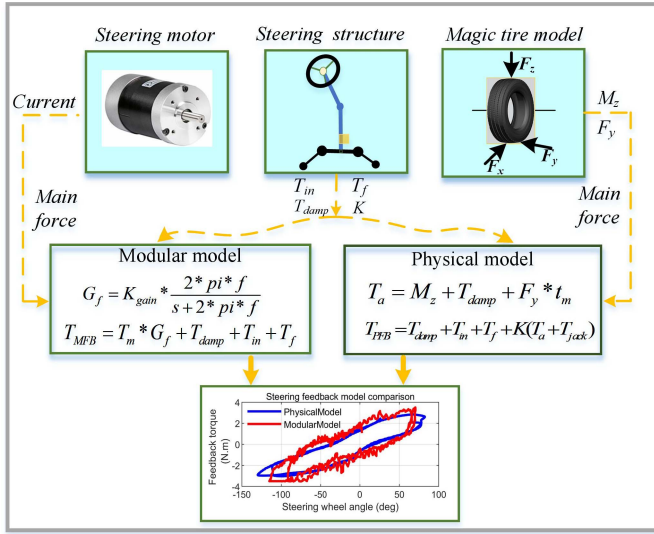 Steering motor
Steering structure
Magic tire model
Current
F_z
M_z
F_y
F_x
F_y
T_in T_f
T_damp K
Main force
Main force
Modular model
G_f = K_gain * \frac{2* pi* f}{s+2* pi* f}
T_MFB = T_m * G_f + T_damp + T_in + T_f
Physical model
T_a = M_z + T_damp + F_y * t_m
T_PFB = T_damp + T_in + T_f + K(T_a + T_jack)
Steering feedback model comparison
PhysicalModel
ModularModel
Feedback torque
(N.m)
4
2
0
-2
-4
-150 -100 -50 0 50 100
Steering wheel angle (deg)